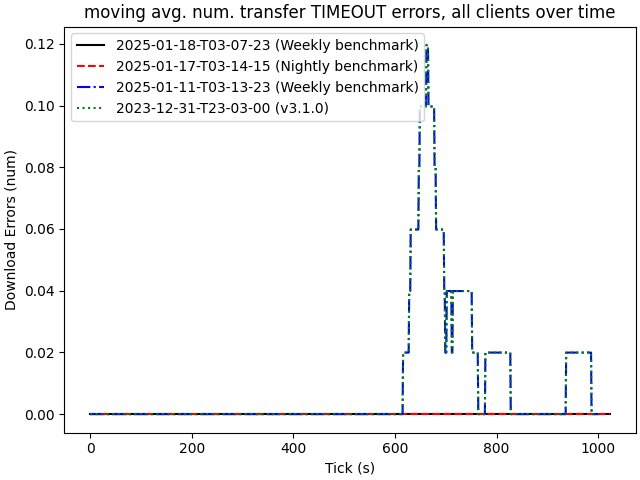 moving avg. num. transfer TIMEOUT errors, all clients over time
2025-01-18-T03-07-23 (Weekly benchmark)
2025-01-17-T03-14-15 (Nightly benchmark)
2025-01-11-T03-13-23 (Weekly benchmark)
2023-12-31-T23-03-00 (v3.1.0)
Download Errors (num)
0.12
0.10
0.08
0.06
0.04
0.02
0.00
0 200 400 600 800 1000
Tick (s)